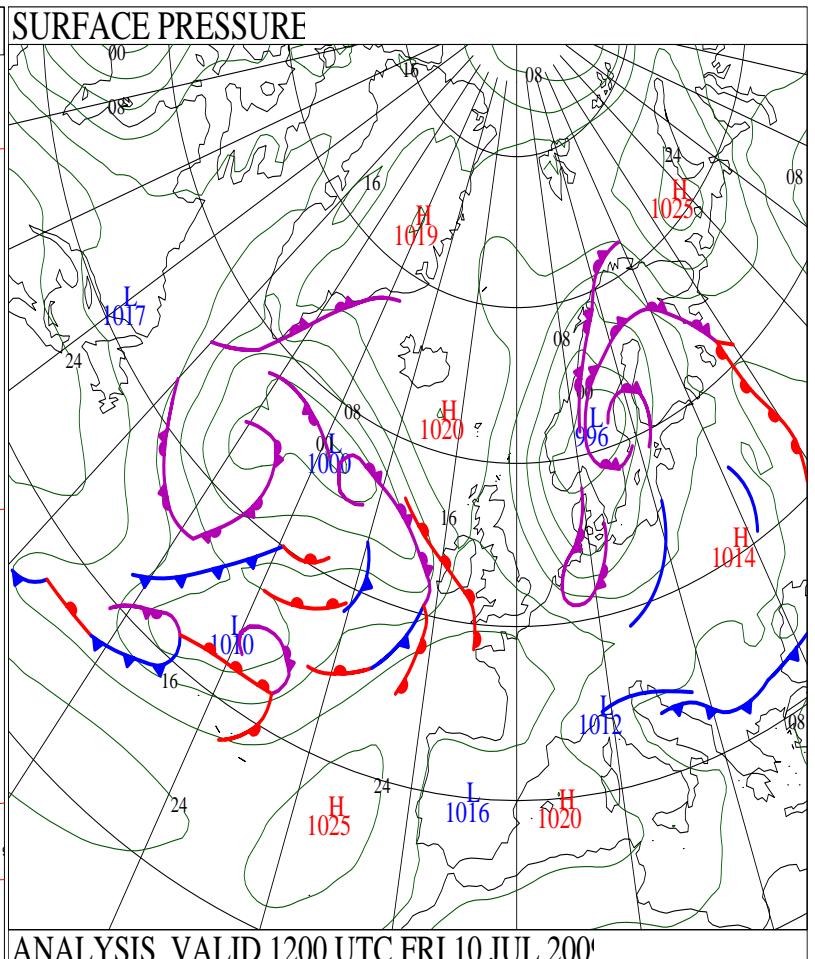 SURFACE PRESSURE
00
16
08
08
24
08
16
H
1025
H
1019
L
1017
08
24
00
08
H
1020
L
996
L
1000
16
H
1014
L
1010
16
L
1012
08
24
24
H
1025
L
1016
H
1020
ANALYSIS VALID 1200 UTC FRI 10 JUL 200